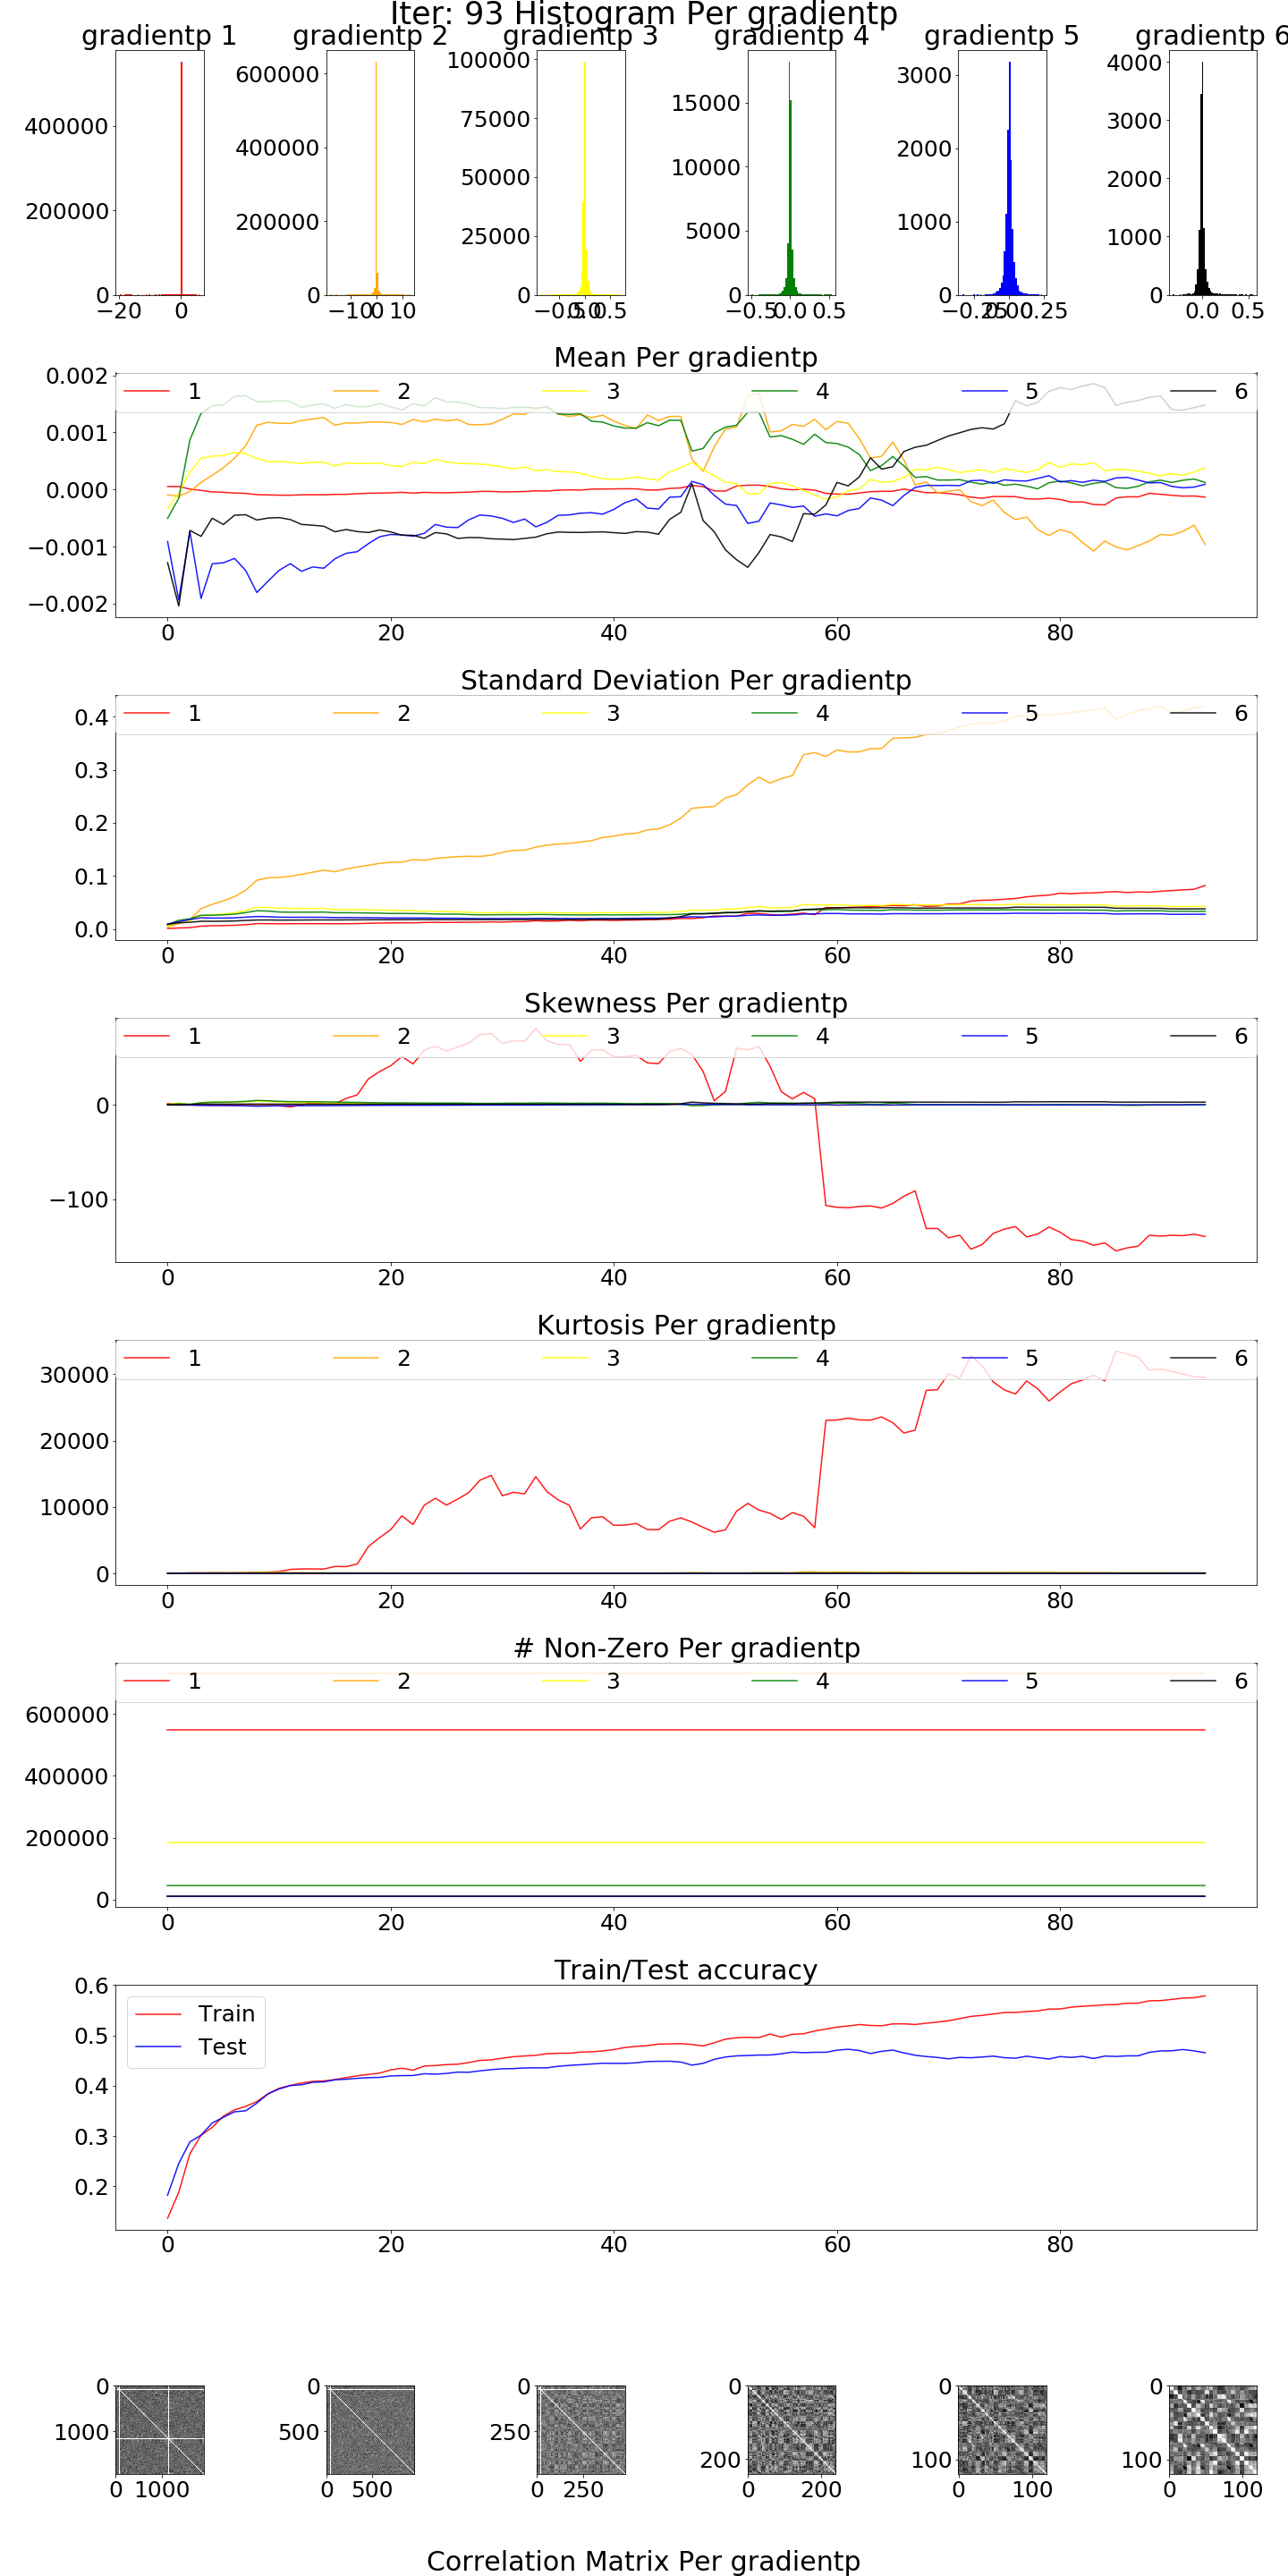 Iter: 93 Histogram Per gradientp
gradientp 1 gradientp 2 gradientp 3 gradientp 4 gradientp 5 gradientp 6
400000
200000
0
−20 0
600000
400000
200000
0
−10 0 10
100000
75000
50000
25000
0
−0.5 0.0 0.5
15000
10000
5000
0
−0.5 0.0 0.5
3000
2000
1000
0
−0.25 0.00 0.25
4000
3000
2000
1000
0
0.0 0.5
Mean Per gradientp
1 2 3 4 5 6
0.002
0.001
0.000
−0.001
−0.002
0 20 40 60 80
Standard Deviation Per gradientp
1 2 3 4 5 6
0.4
0.3
0.2
0.1
0.0
0 20 40 60 80
Skewness Per gradientp
1 2 3 4 5 6
0
−100
0 20 40 60 80
Kurtosis Per gradientp
1 2 3 4 5 6
30000
20000
10000
0
0 20 40 60 80
# Non-Zero Per gradientp
1 2 3 4 5 6
600000
400000
200000
0
0 20 40 60 80
Train/Test accuracy
Train
Test
0.6
0.5
0.4
0.3
0.2
0 20 40 60 80
0
1000
0 1000
0
500
0 500
0
250
0 250
0
200
0 200
0
100
0 100
0
100
0 100
Correlation Matrix Per gradientp